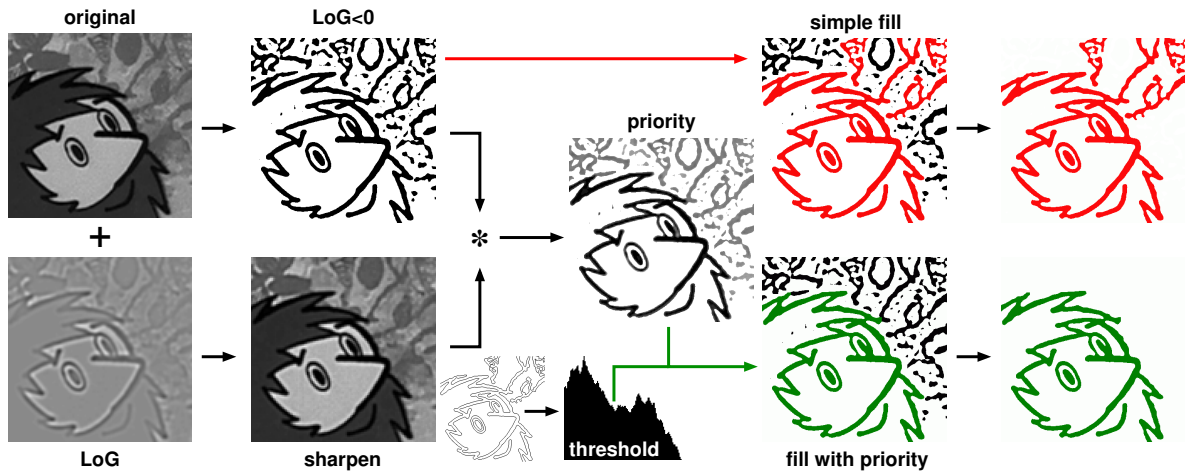 original
LoG<0
simple fill
priority
+
*
threshold
LoG
sharpen
fill with priority